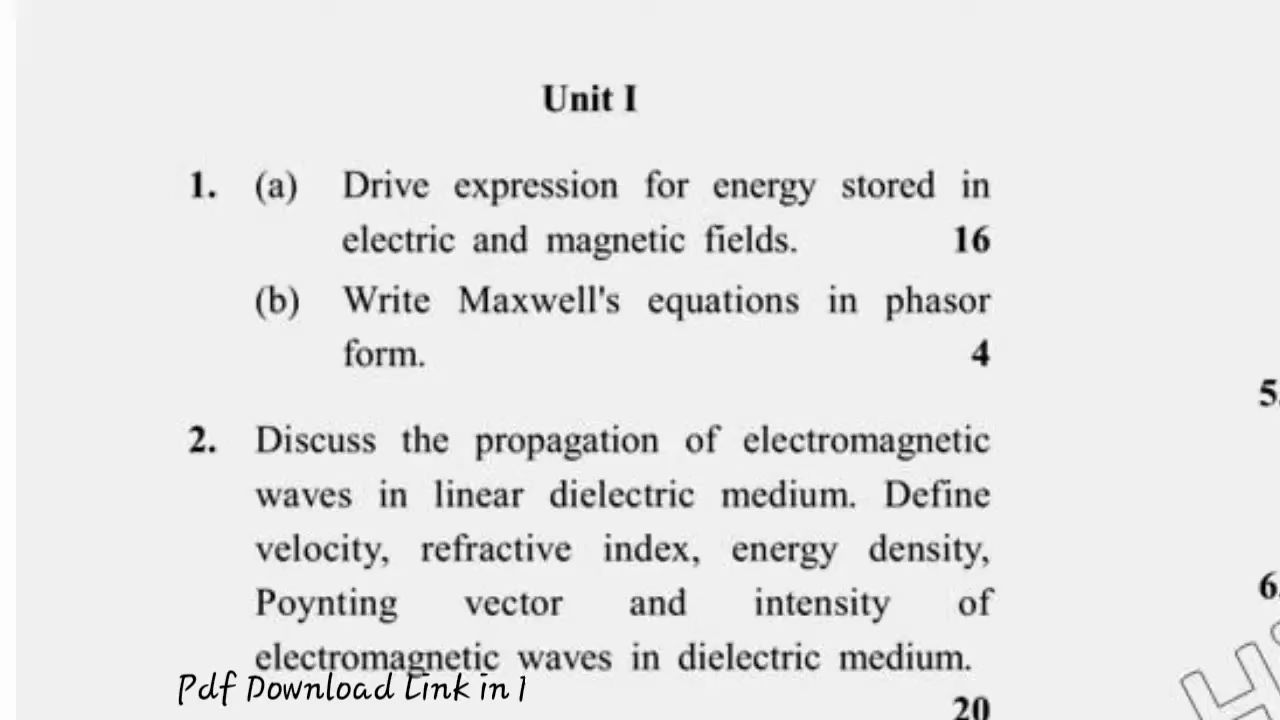 Unit I
1. (a) Drive expression for energy stored in
electric and magnetic fields. 16
(b) Write Maxwell's equations in phasor
form. 4
2. Discuss the propagation of electromagnetic
waves in linear dielectric medium. Define
velocity, refractive index, energy density,
Poynting vector and intensity of
electromagnetic waves in dielectric medium.
20
Pdf Download Link in 1
5.
6.
H